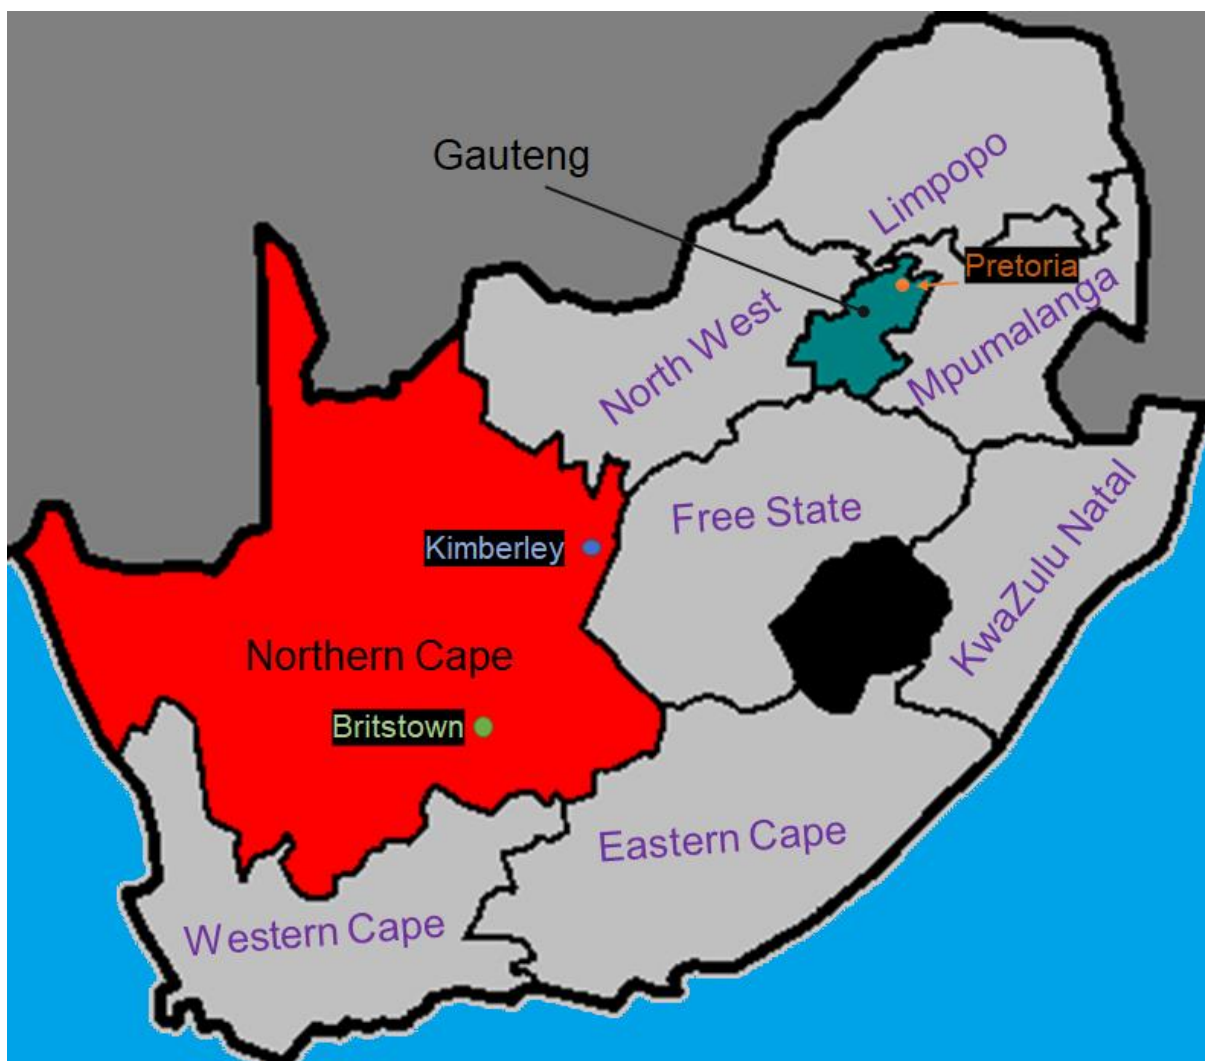 Gauteng
Limpopo
Pretoria
North West
Mpumalanga
Free State
Kimberley
KwaZulu Natal
Northern Cape
Britstown
Eastern Cape
Western Cape